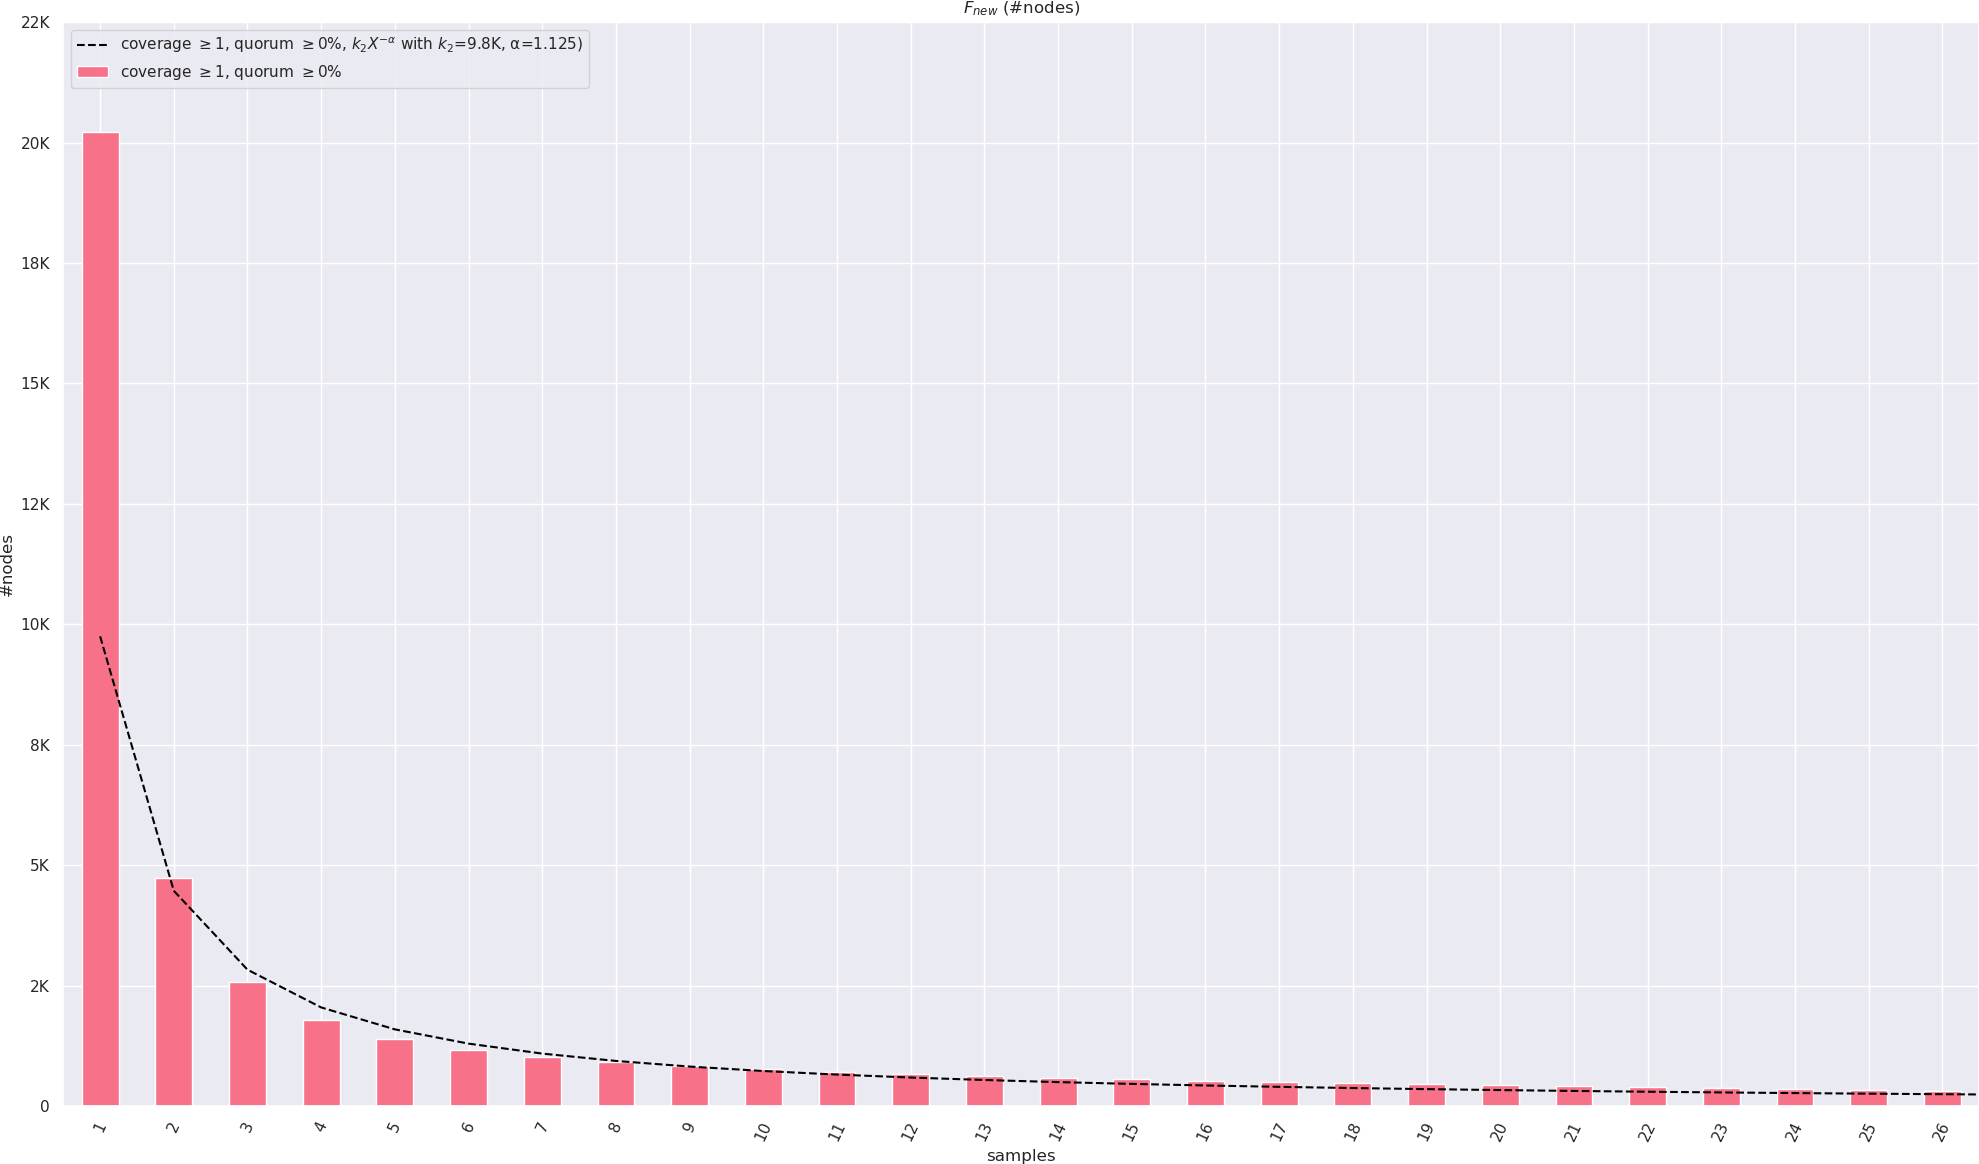 F_new (#nodes)
coverage ≥1, quorum ≥0%, k₂X^−α with k₂=9.8K, α=1.125)
coverage ≥1, quorum ≥0%
22K
20K
18K
15K
12K
10K
8K
5K
2K
0
#nodes
1 2 3 4 5 6 7 8 9 10 11 12 13 14 15 16 17 18 19 20 21 22 23 24 25 26
samples